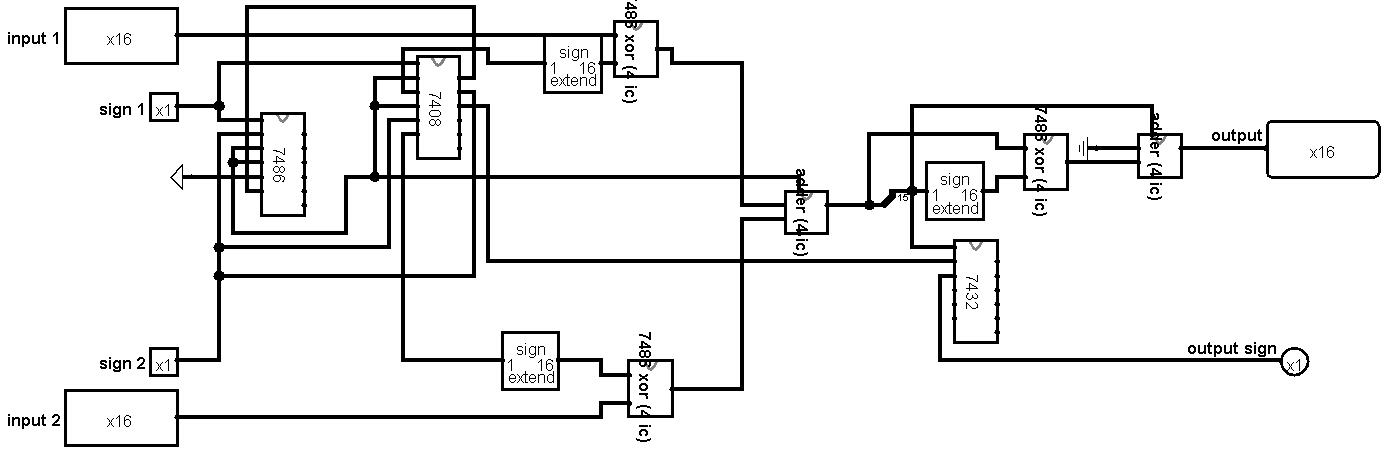 input 1
x16
sign 1
x1
7486
7408
sign
1 16
extend
7486 xor (4 ic)
sign 2
x1
input 2
x16
sign
1 16
extend
7486 xor (4 ic)
adder (4 ic)
15
sign
1 16
extend
7486 xor (4 ic)
adder (4 ic)
7432
output
x16
output sign
x1